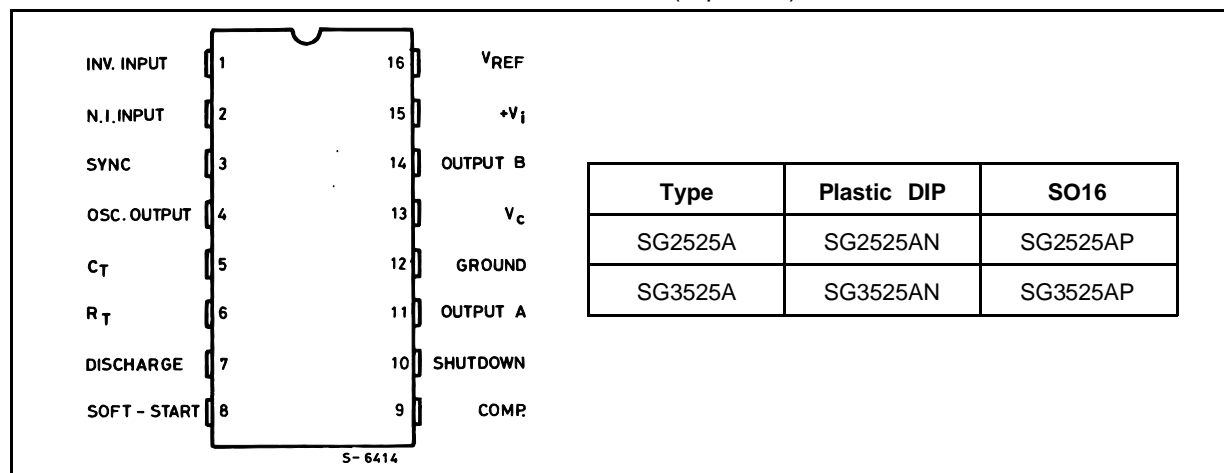 INV. INPUT 1 16 VREF
N.I. INPUT 2 15 +Vi
SYNC 3 14 OUTPUT B
OSC. OUTPUT 4 13 Vc
CT 5 12 GROUND
RT 6 11 OUTPUT A
DISCHARGE 7 10 SHUTDOWN
SOFT - START 8 9 COMP.
S- 6414
Type Plastic DIP SO16
SG2525A SG2525AN SG2525AP
SG3525A SG3525AN SG3525AP